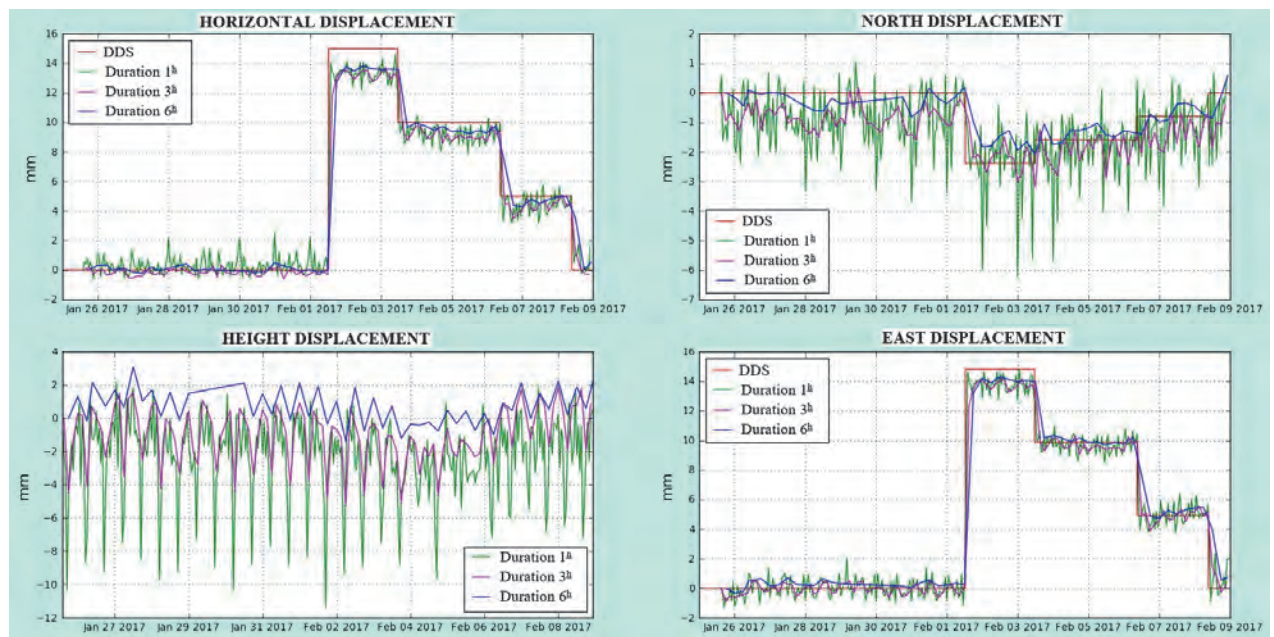 HORIZONTAL DISPLACEMENT
mm
16
14
12
10
8
6
4
2
0
−2
DDS
Duration 1h
Duration 3h
Duration 6h
Jan 26 2017 Jan 28 2017 Jan 30 2017 Feb 01 2017 Feb 03 2017 Feb 05 2017 Feb 07 2017 Feb 09 2017
NORTH DISPLACEMENT
mm
2
1
0
−1
−2
−3
−4
−5
−6
−7
DDS
Duration 1h
Duration 3h
Duration 6h
Jan 26 2017 Jan 28 2017 Jan 30 2017 Feb 01 2017 Feb 03 2017 Feb 05 2017 Feb 07 2017 Feb 09 2017
HEIGHT DISPLACEMENT
mm
4
2
0
−2
−4
−6
−8
−10
−12
Duration 1h
Duration 3h
Duration 6h
Jan 27 2017 Jan 29 2017 Jan 31 2017 Feb 02 2017 Feb 04 2017 Feb 06 2017 Feb 08 2017
EAST DISPLACEMENT
mm
16
14
12
10
8
6
4
2
0
−2
DDS
Duration 1h
Duration 3h
Duration 6h
Jan 26 2017 Jan 28 2017 Jan 30 2017 Feb 01 2017 Feb 03 2017 Feb 05 2017 Feb 07 2017 Feb 09 2017